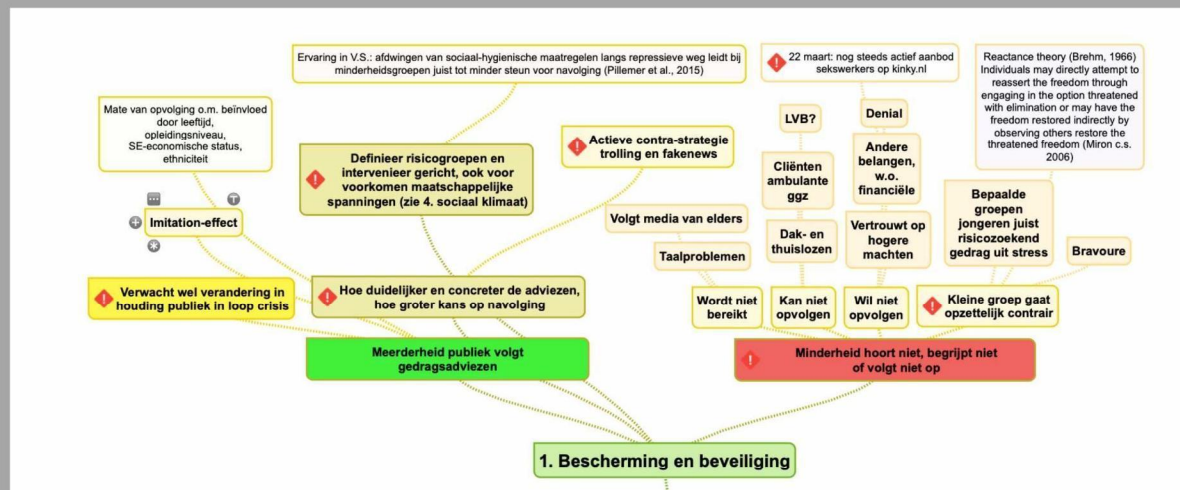 Ervaring in V.S.: afdwingen van sociaal-hygienische maatregelen langs repressieve weg leidt bij
minderheidsgroepen juist tot minder steun voor navolging (Pillemer et al., 2015)
22 maart: nog steeds actief aanbod
sekswerkers op kinky.nl
Reactance theory (Brehm, 1966)
Individuals may directly attempt to
reassert the freedom through
engaging in the option threatened
with elimination or may have the
freedom restored indirectly by
observing others restore the
threatened freedom (Miron c.s.
2006)
Mate van opvolging o.m. beïnvloed
door leeftijd,
opleidingsniveau,
SE-economische status,
ethniciteit
Definieer risicogroepen en
intervenieer gericht, ook voor
voorkomen maatschappelijke
spanningen (zie 4. sociaal klimaat)
Actieve contra-strategie
trolling en fakenews
LVB?
Denial
Cliënten
ambulante
ggz
Andere
belangen,
w.o.
financiële
Imitation-effect
Volgt media van elders
Taalproblemen
Dak- en
thuislozen
Vertrouwt op
hogere
machten
Bepaalde
groepen
jongeren juist
risicozoekend
gedrag uit stress
Bravoure
Verwacht wel verandering in
houding publiek in loop crisis
Hoe duidelijker en concreter de adviezen,
hoe groter kans op navolging
Wordt niet
bereikt
Kan niet
opvolgen
Wil niet
opvolgen
Kleine groep gaat
opzettelijk contrair
Meerderheid publiek volgt
gedragsadviezen
Minderheid hoort niet, begrijpt niet
of volgt niet op
1. Bescherming en beveiliging